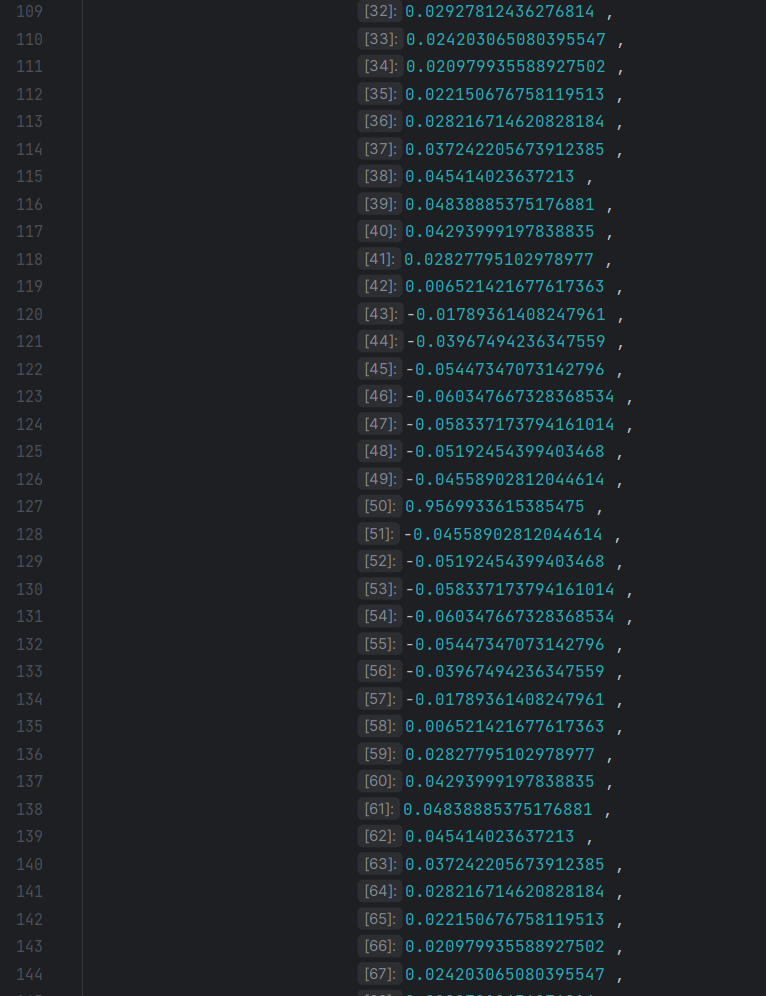 109 [32]: 0.02927812436276814 ,
110 [33]: 0.024203065080395547 ,
111 [34]: 0.020979935588927502 ,
112 [35]: 0.022150676758119513 ,
113 [36]: 0.028216714620828184 ,
114 [37]: 0.037242205673912385 ,
115 [38]: 0.045414023637213 ,
116 [39]: 0.04838885375176881 ,
117 [40]: 0.04293999197838835 ,
118 [41]: 0.02827795102978977 ,
119 [42]: 0.006521421677617363 ,
120 [43]: -0.01789361408247961 ,
121 [44]: -0.03967494236347559 ,
122 [45]: -0.05447347073142796 ,
123 [46]: -0.060347667328368534 ,
124 [47]: -0.058337173794161014 ,
125 [48]: -0.05192454399403468 ,
126 [49]: -0.04558902812044614 ,
127 [50]: 0.9569933615385475 ,
128 [51]: -0.04558902812044614 ,
129 [52]: -0.05192454399403468 ,
130 [53]: -0.058337173794161014 ,
131 [54]: -0.060347667328368534 ,
132 [55]: -0.05447347073142796 ,
133 [56]: -0.03967494236347559 ,
134 [57]: -0.01789361408247961 ,
135 [58]: 0.006521421677617363 ,
136 [59]: 0.02827795102978977 ,
137 [60]: 0.04293999197838835 ,
138 [61]: 0.04838885375176881 ,
139 [62]: 0.045414023637213 ,
140 [63]: 0.037242205673912385 ,
141 [64]: 0.028216714620828184 ,
142 [65]: 0.022150676758119513 ,
143 [66]: 0.020979935588927502 ,
144 [67]: 0.024203065080395547 ,